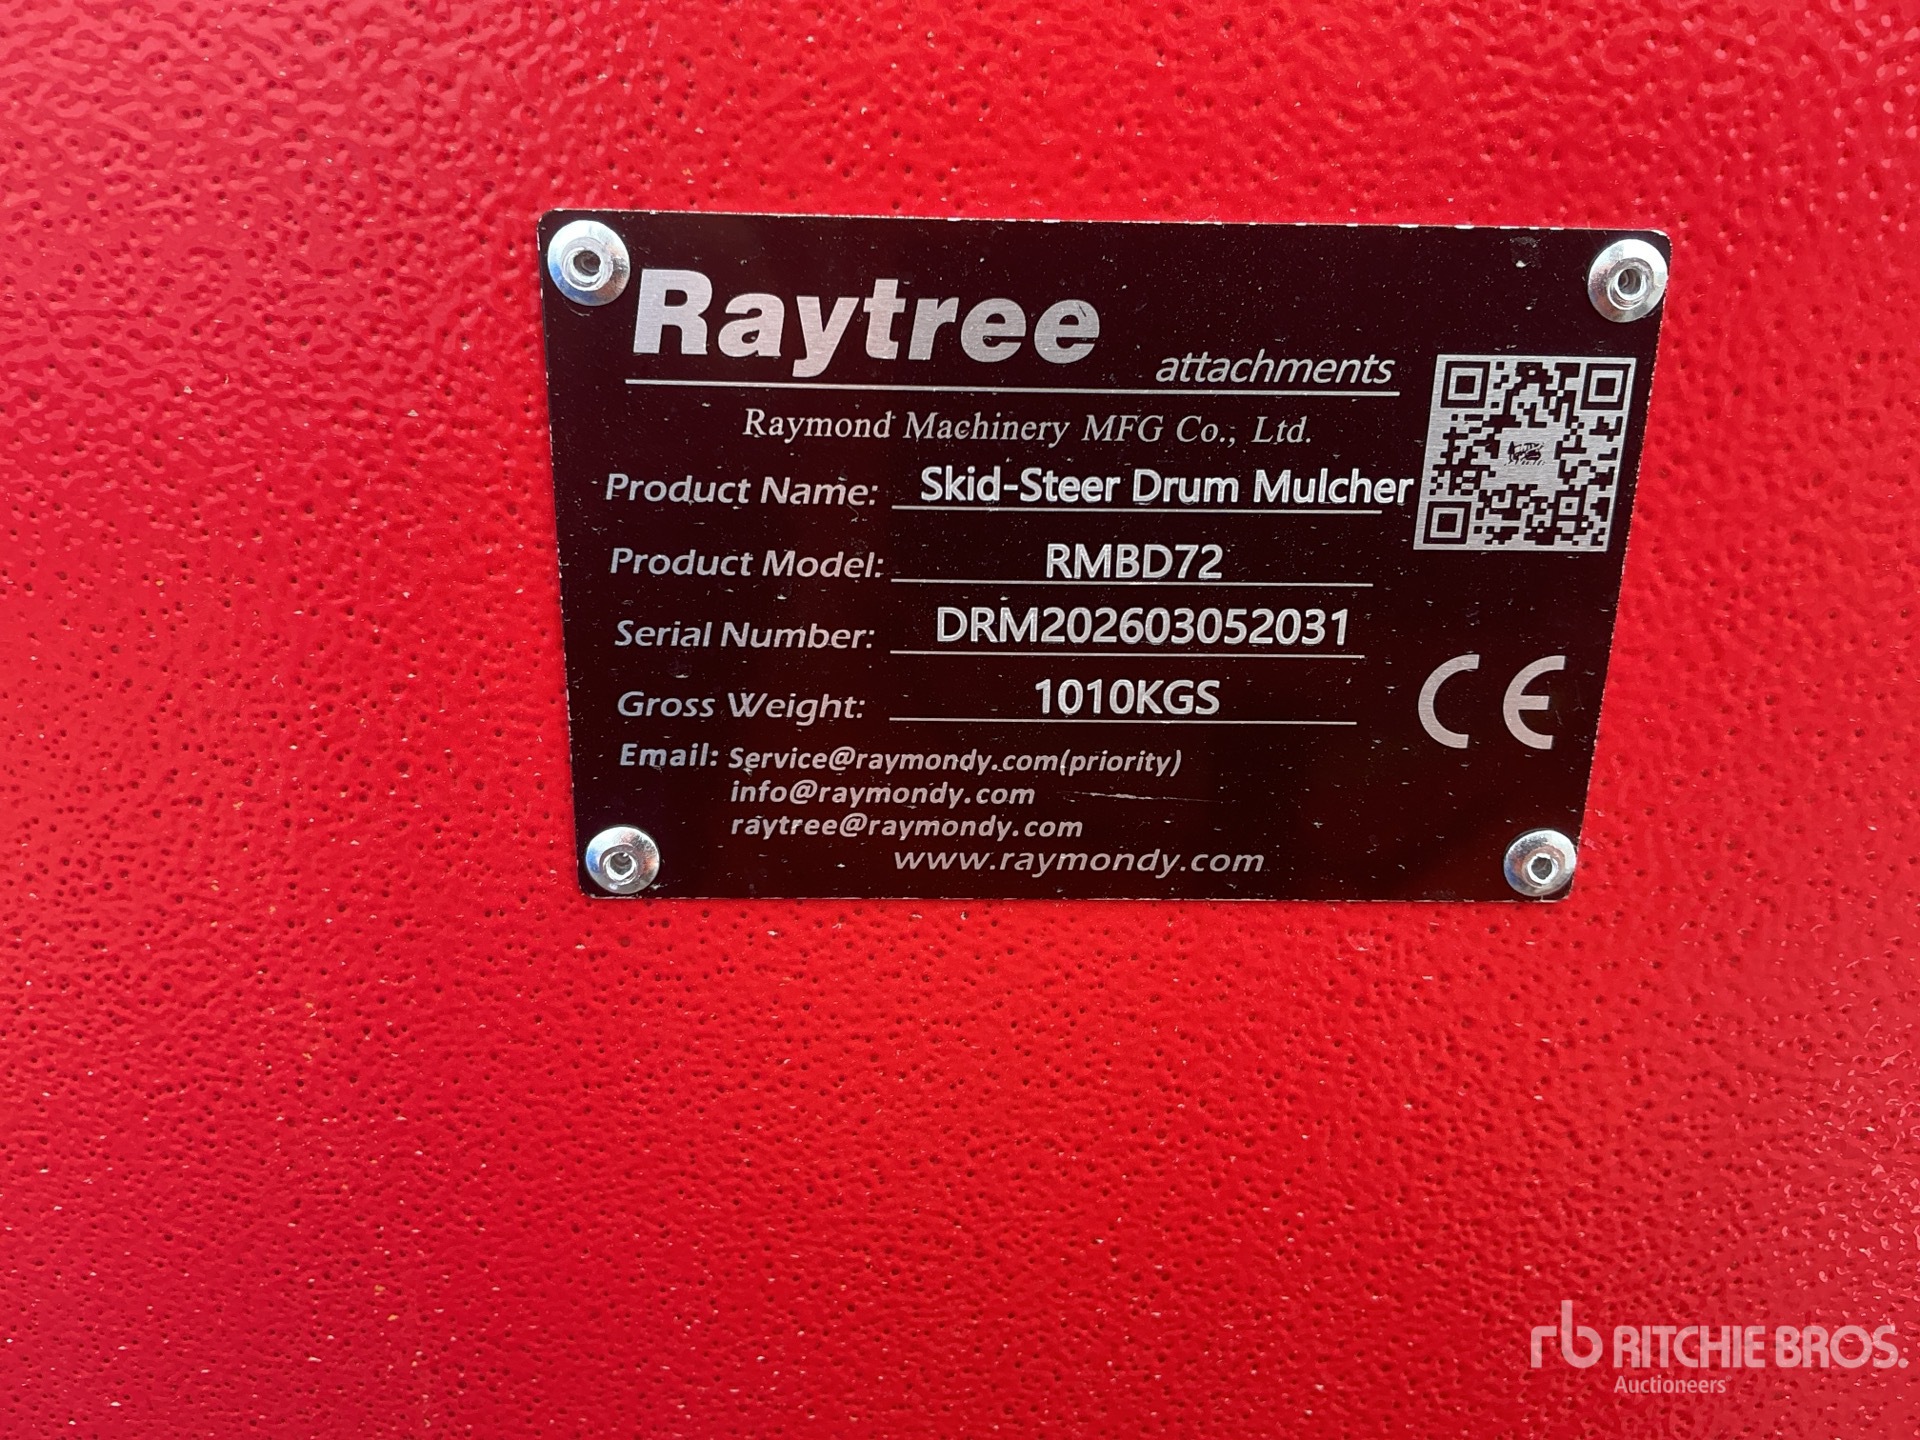 Raytree
attachments
Raymond Machinery MFG Co., Ltd.
Product Name: Skid-Steer Drum Mulcher
Product Model: RMBD72
Serial Number: DRM202603052031
Gross Weight: 1010KGS
CE
Email: Service@raymondy.com(priority)
info@raymondy.com
raytree@raymondy.com
www.raymondy.com
rb RITCHIE BROS.
Auctioneers